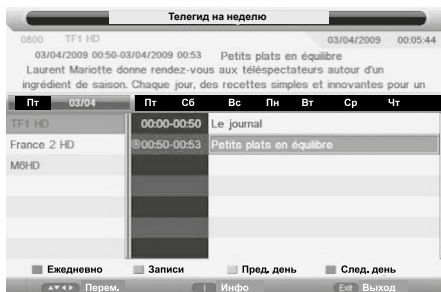 Телегид на неделю
0800 TF1 HD 03/04/2009 00:05:44
03/04/2009 00:50-03/04/2009 00:53 Petits plats en équilibre
Laurent Mariotte donne rendez-vous aux téléspectateurs autour d'un
ingrédient de saison. Chaque jour, des recettes simples et innovantes pour un
Пт 03/04 Пт Сб Вс Пн Вт Ср Чт
TF1 HD 00:00-00:50 Le journal
France 2 HD 00:50-00:53 Petits plats en équilibre
M6HD
Ежедневно Записи Пред. день След. день
Перем. i Инфо Exit Выход